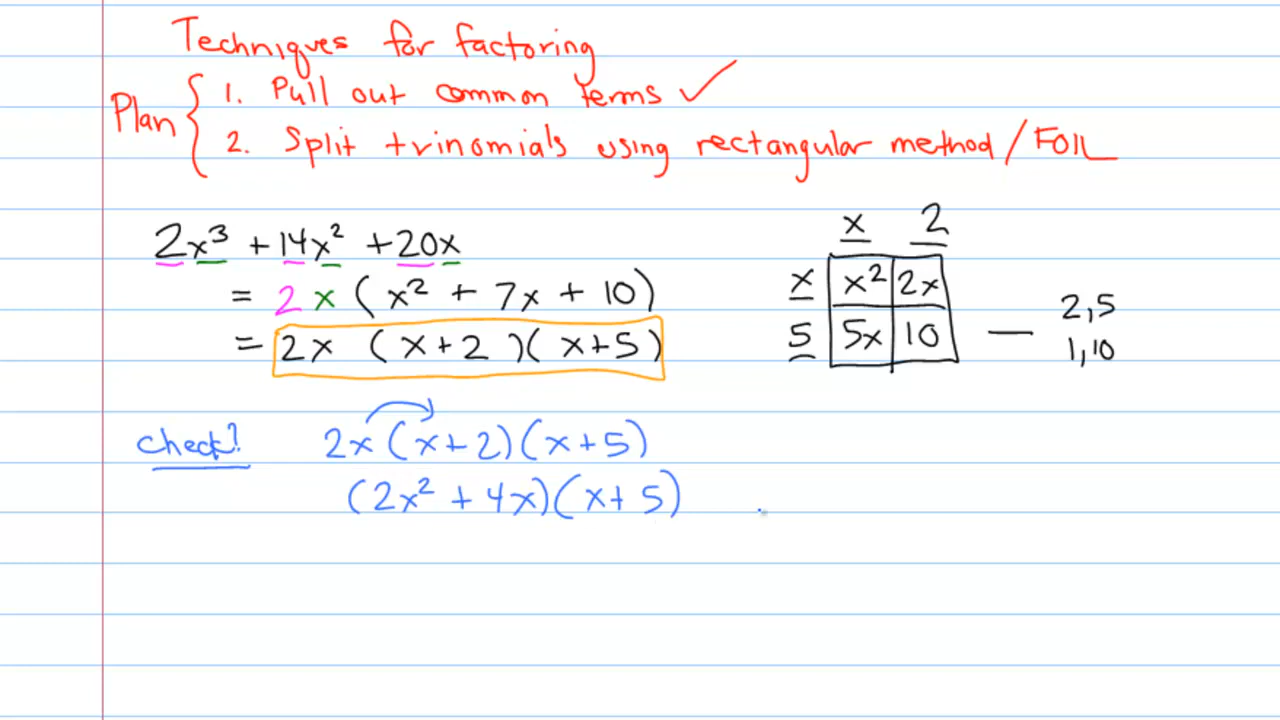 Techniques for factoring
Plan { 1. Pull out common terms ✓
2. Split trinomials using rectangular method/FOIL
2x³ + 14x² + 20x
= 2x (x² + 7x + 10)
= 2x (x+2)(x+5)
x 2
x x² 2x
5 5x 10 — 2,5
1,10
Check? 2x(x+2)(x+5)
(2x² + 4x)(x+5)